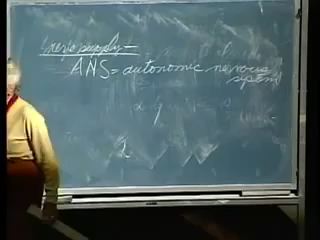 Nerve supply -
ANS = autonomic nervous
system